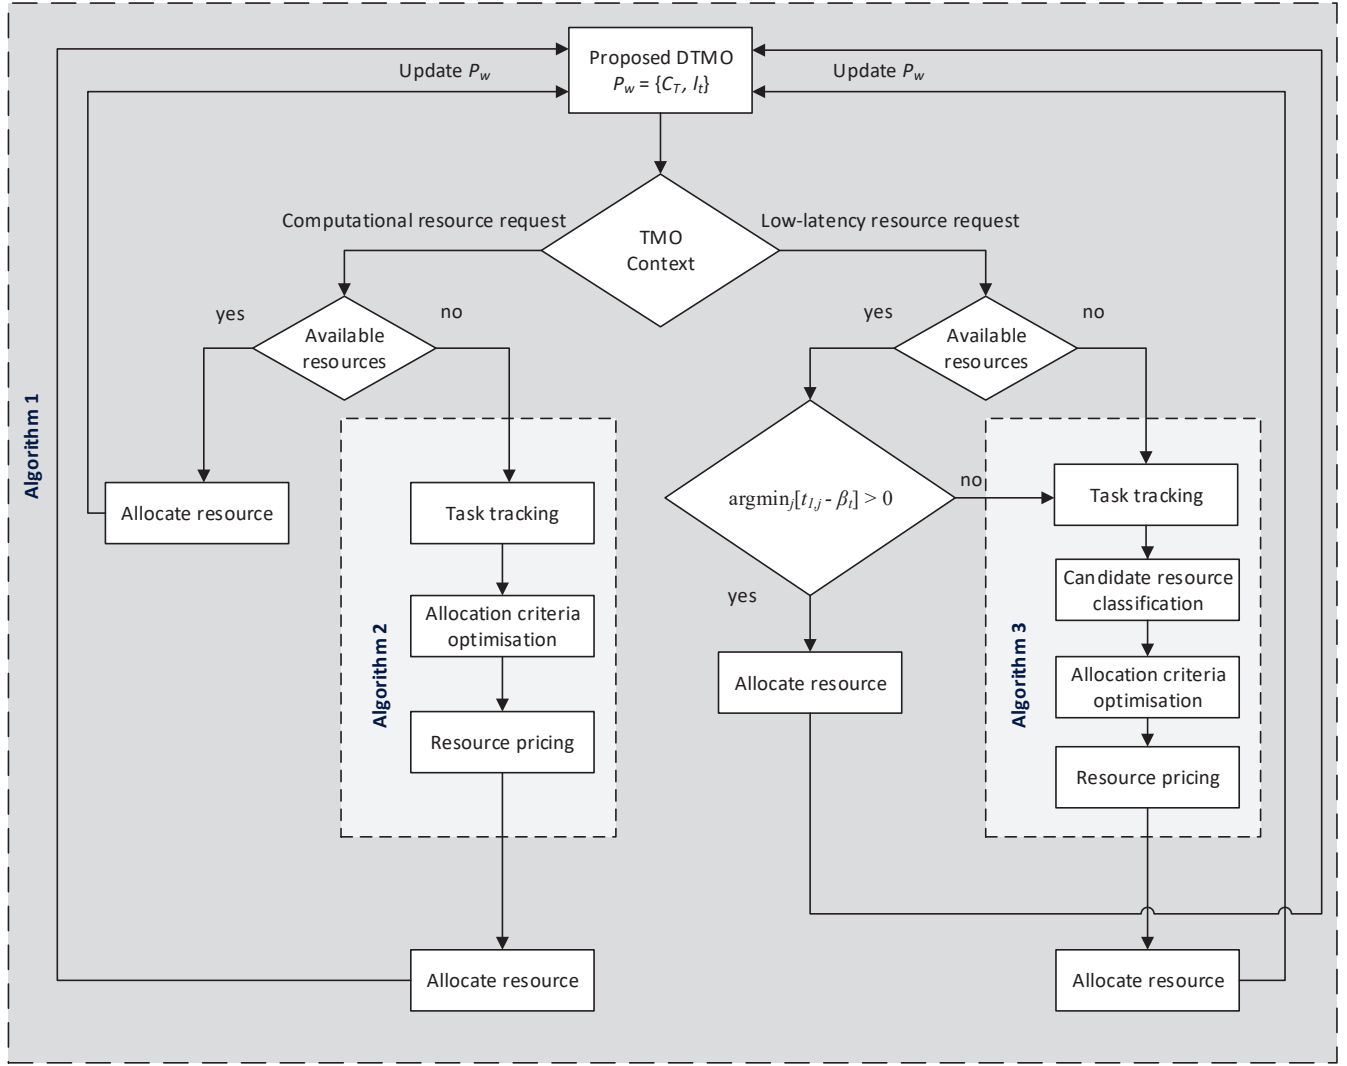 Proposed DTMO
P_w = {C_T, l_t}
Update P_w
Update P_w
TMO
Context
Computational resource request
Low-latency resource request
yes
Available
resources
no
yes
Available
resources
no
Algorithm 1
Allocate resource
Algorithm 2
Task tracking
Allocation criteria
optimisation
Resource pricing
Allocate resource
argmin_j[t_{l,j} - β_t] > 0
no
yes
Allocate resource
Algorithm 3
Task tracking
Candidate resource
classification
Allocation criteria
optimisation
Resource pricing
Allocate resource